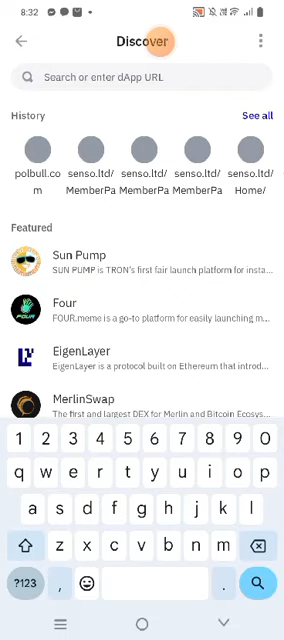 8:32
Discover
Search or enter dApp URL
History
See all
polbull.co
m
senso.ltd/
MemberPa
senso.ltd/
MemberPa
senso.ltd/
MemberPa
senso.ltd/
Home/
Featured
Sun Pump
SUN PUMP is TRON's first fair launch platform for insta...
Four
FOUR.meme is a go-to platform for easily launching m...
EigenLayer
EigenLayer is a protocol built on Ethereum that introd...
MerlinSwap
The first and largest DEX for Merlin and Bitcoin Ecosys...
1 2 3 4 5 6 7 8 9 0
q w e r t y u i o p
a s d f g h j k l
z x c v b n m
?123 , .